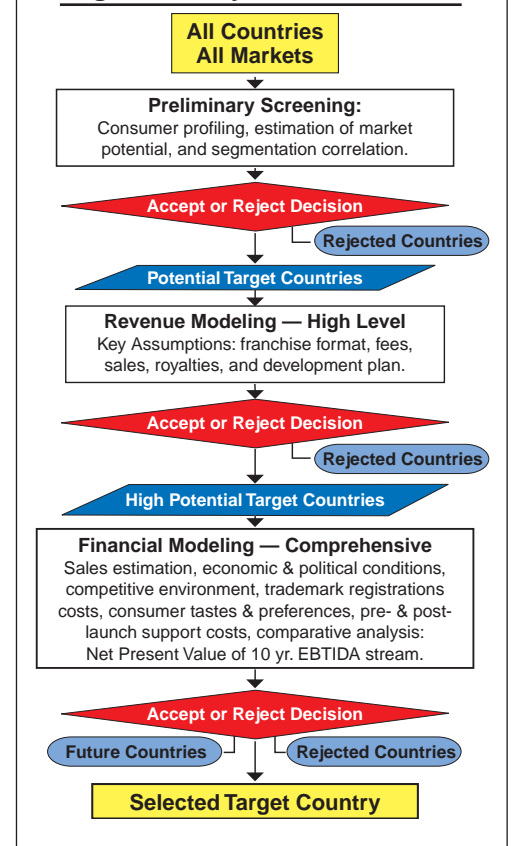 All Countries
All Markets
Preliminary Screening:
Consumer profiling, estimation of market
potential, and segmentation correlation.
Accept or Reject Decision
Rejected Countries
Potential Target Countries
Revenue Modeling — High Level
Key Assumptions: franchise format, fees,
sales, royalties, and development plan.
Accept or Reject Decision
Rejected Countries
High Potential Target Countries
Financial Modeling — Comprehensive
Sales estimation, economic & political conditions,
competitive environment, trademark registrations
costs, consumer tastes & preferences, pre- & post-
launch support costs, comparative analysis:
Net Present Value of 10 yr. EBTIDA stream.
Accept or Reject Decision
Future Countries
Rejected Countries
Selected Target Country